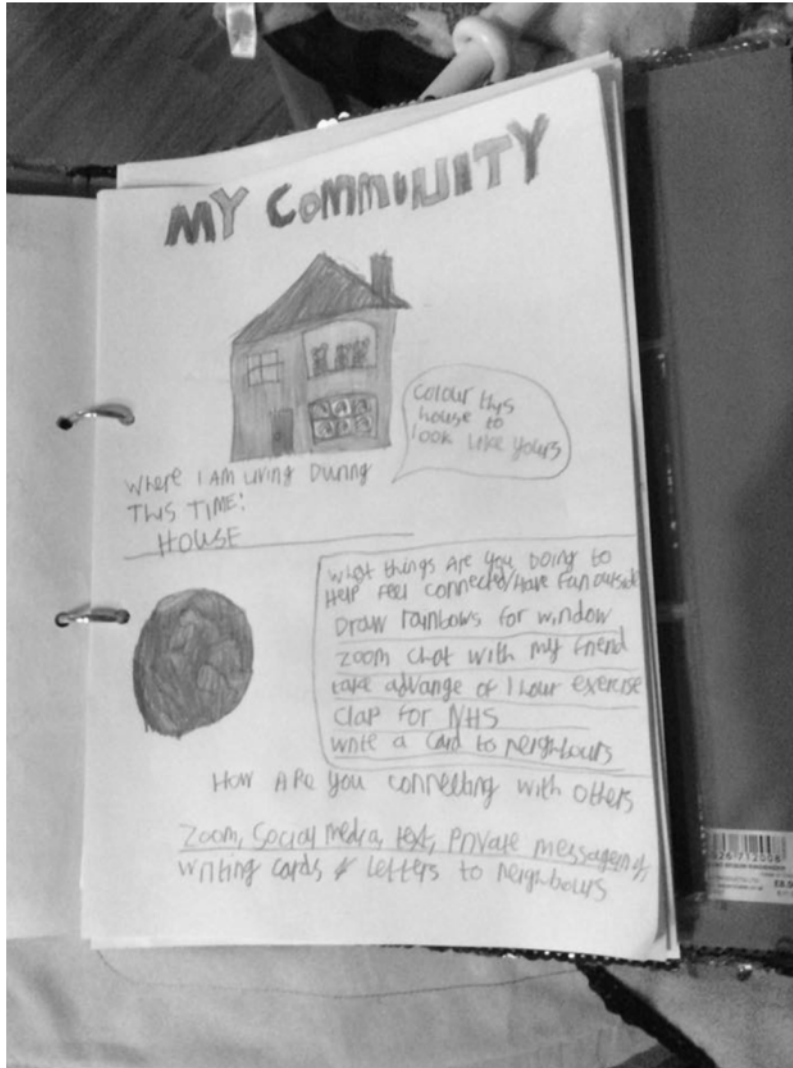 MY COMMUNITY
Colour this
house to
look like yours
Where I AM Living During
THIS TIME!
HOUSE
What things Are you Doing to
Help Feel connected/Have Fun outside
Draw rainbows for window
Zoom chat with my friend
take advange of 1 hour exercise
Clap for NHS
write a card to neighbours
How Are you connecting with others
Zoom, Social media, text, Private messageing,
Writing cards & Letters to neighbours